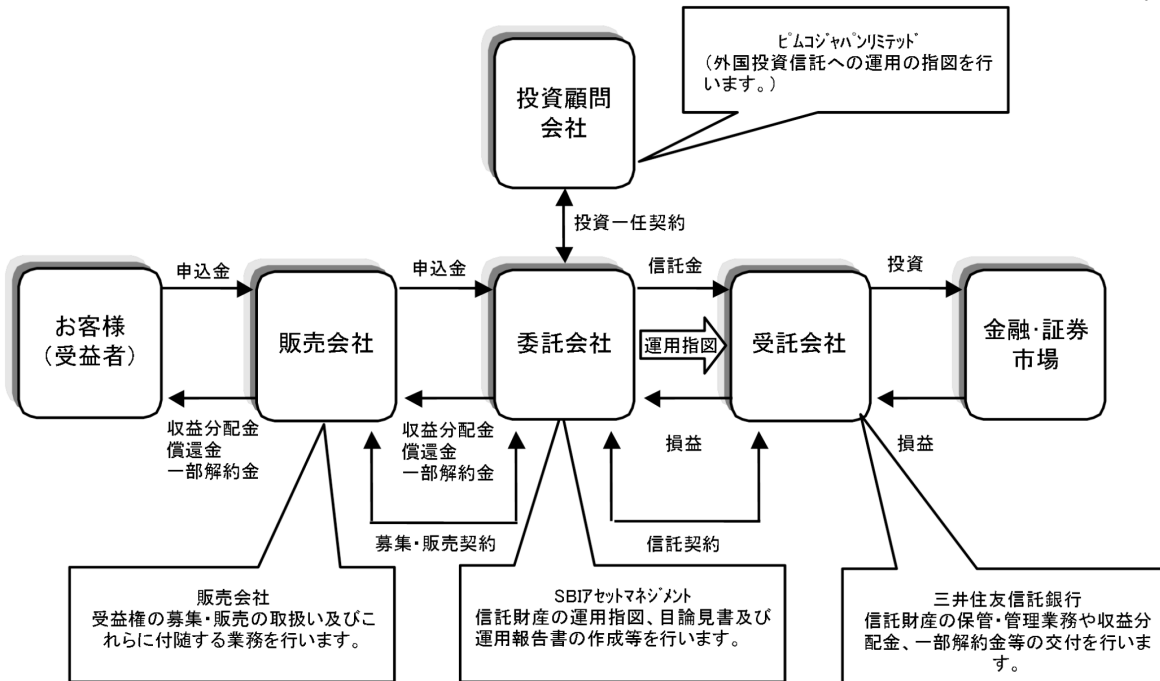 ﾋﾟﾑｺｼﾞｬﾊﾟﾝﾘﾐﾃｯﾄﾞ
(外国投資信託への運用の指図を行
います。)
投資顧問
会社
投資一任契約
申込金
申込金
信託金
投資
お客様
(受益者)
販売会社
委託会社
運用指図
受託会社
金融・証券
市場
収益分配金
償還金
一部解約金
収益分配金
償還金
一部解約金
損益
損益
募集・販売契約
信託契約
販売会社
受益権の募集・販売の取扱い及びこ
れらに付随する業務を行います。
SBIｱｾｯﾄﾏﾈｼﾞﾒﾝﾄ
信託財産の運用指図、目論見書及び
運用報告書の作成等を行います。
三井住友信託銀行
信託財産の保管・管理業務や収益分
配金、一部解約金等の交付を行いま
す。